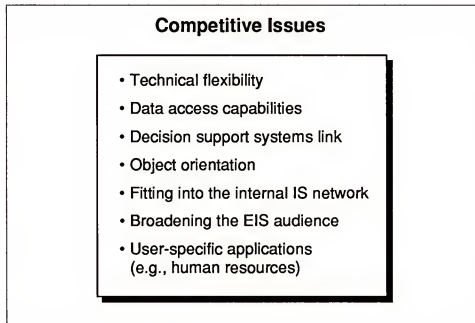 Competitive Issues
• Technical flexibility
• Data access capabilities
• Decision support systems link
• Object orientation
• Fitting into the internal IS network
• Broadening the EIS audience
• User-specific applications
(e.g., human resources)